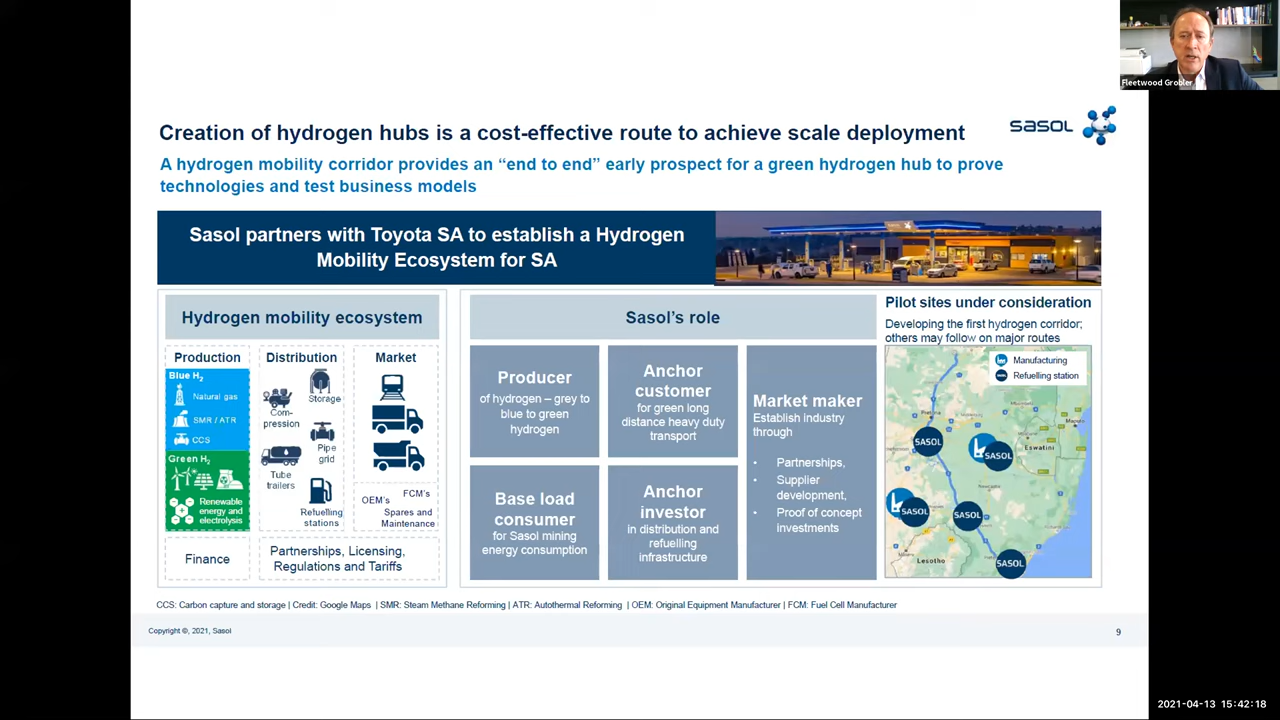 Fleetwood Grobler
Creation of hydrogen hubs is a cost-effective route to achieve scale deployment
sasol
A hydrogen mobility corridor provides an “end to end” early prospect for a green hydrogen hub to prove
technologies and test business models
Sasol partners with Toyota SA to establish a Hydrogen
Mobility Ecosystem for SA
Hydrogen mobility ecosystem
Production
Blue H₂
Natural gas
SMR / ATR
CCS
Green H₂
Renewable
energy and
electrolysis
Distribution
Storage
Com-
pression
Pipe
grid
Tube
trailers
Refuelling
stations
Market
OEM's
FCM's
Spares and
Maintenance
Finance
Partnerships, Licensing,
Regulations and Tariffs
Sasol's role
Producer
of hydrogen – grey to
blue to green
hydrogen
Anchor
customer
for green long
distance heavy duty
transport
Market maker
Establish industry
through
• Partnerships,
• Supplier
development,
• Proof of concept
investments
Base load
consumer
for Sasol mining
energy consumption
Anchor
investor
in distribution and
refuelling
infrastructure
Pilot sites under consideration
Developing the first hydrogen corridor;
others may follow on major routes
Manufacturing
Refuelling station
Pretoria
SASOL
SASOL
Eswatini
SASOL
SASOL
Lesotho
SASOL
CCS: Carbon capture and storage | Credit: Google Maps | SMR: Steam Methane Reforming | ATR: Autothermal Reforming | OEM: Original Equipment Manufacturer | FCM: Fuel Cell Manufacturer
Copyright ©, 2021, Sasol
9
2021-04-13 15:42:18